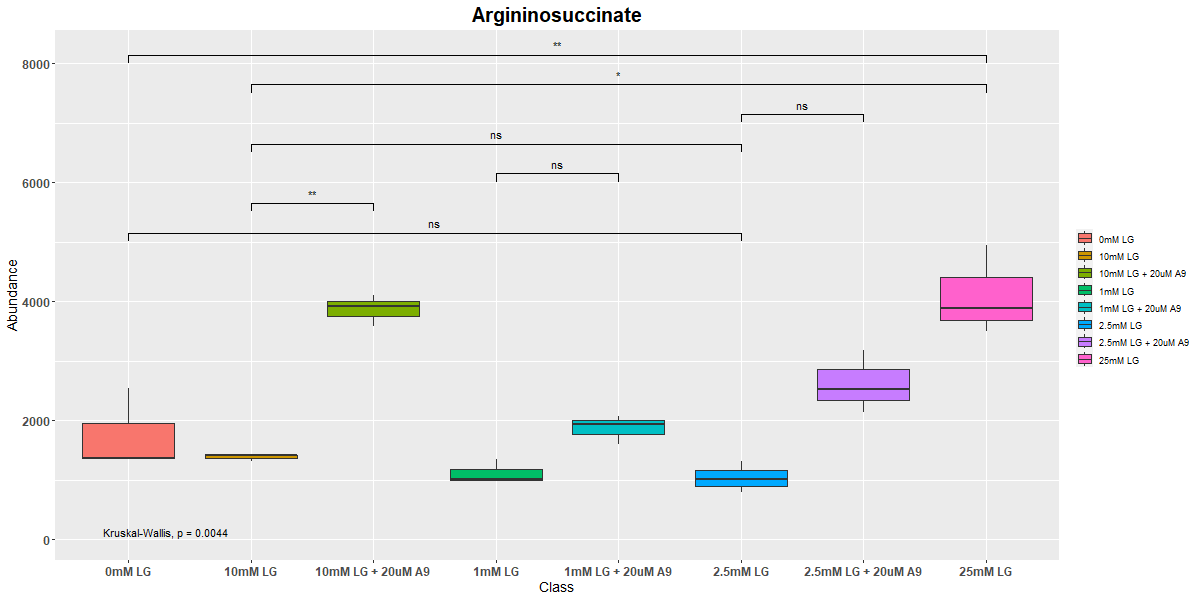 Argininosuccinate
**
*
ns
ns
ns
**
ns
8000
6000
4000
2000
0
Abundance
Kruskal-Wallis, p = 0.0044
0mM LG
10mM LG
10mM LG + 20uM A9
1mM LG
1mM LG + 20uM A9
2.5mM LG
2.5mM LG + 20uM A9
25mM LG
Class
0mM LG
10mM LG
10mM LG + 20uM A9
1mM LG
1mM LG + 20uM A9
2.5mM LG
2.5mM LG + 20uM A9
25mM LG